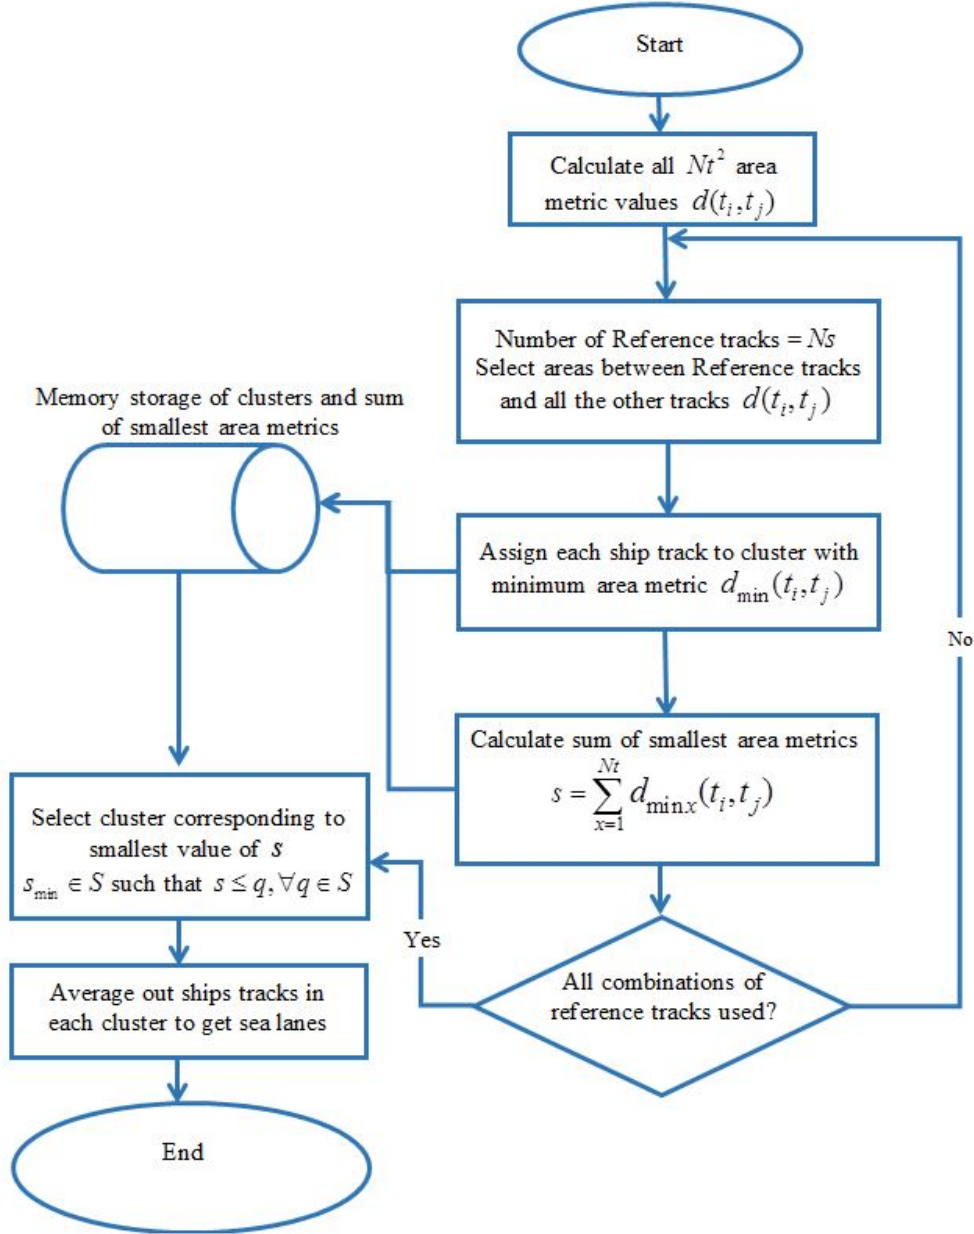 Start
Calculate all Nt² area
metric values d(tᵢ,tⱼ)
Number of Reference tracks = Ns
Select areas between Reference tracks
and all the other tracks d(tᵢ,tⱼ)
Memory storage of clusters and sum
of smallest area metrics
Assign each ship track to cluster with
minimum area metric d_min(tᵢ,tⱼ)
No
Calculate sum of smallest area metrics
s = ∑_{x=1}^{Nt} d_{min x}(tᵢ,tⱼ)
Select cluster corresponding to
smallest value of s
s_min ∈ S such that s ≤ q, ∀q ∈ S
Yes
All combinations of
reference tracks used?
Average out ships tracks in
each cluster to get sea lanes
End